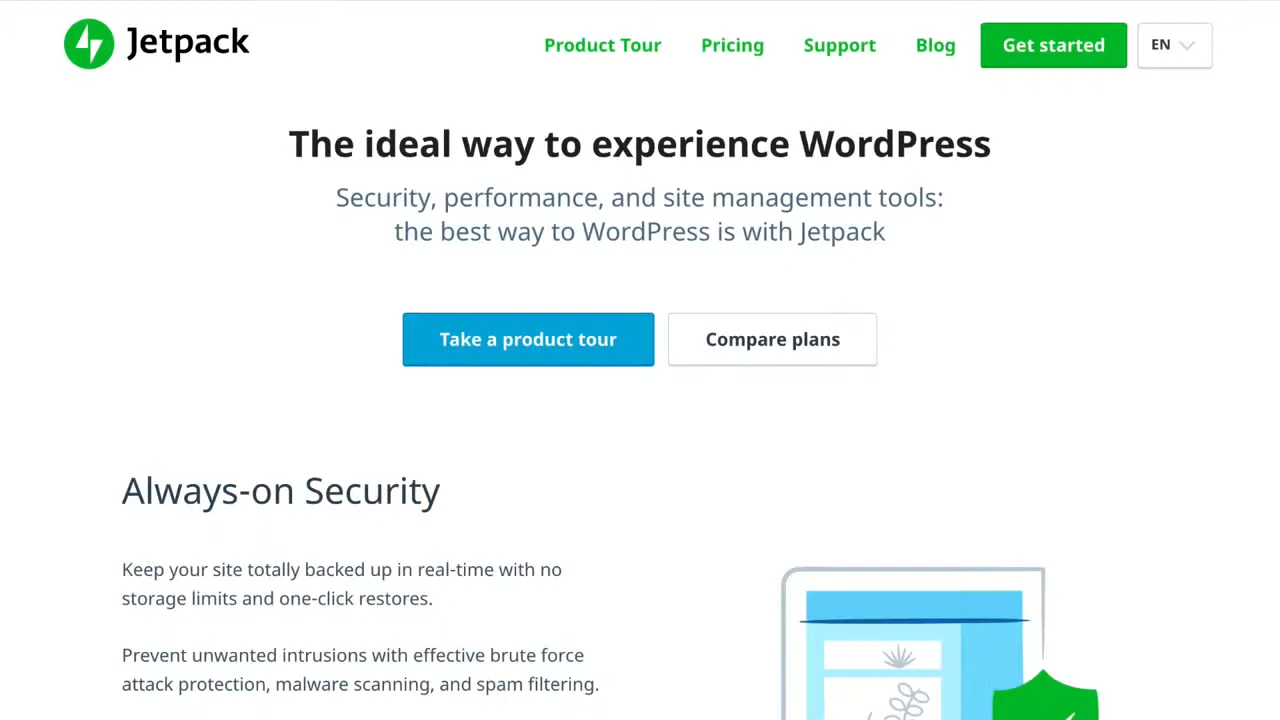 Jetpack
Product Tour
Pricing
Support
Blog
Get started
EN
The ideal way to experience WordPress
Security, performance, and site management tools:
the best way to WordPress is with Jetpack
Take a product tour
Compare plans
Always-on Security
Keep your site totally backed up in real-time with no
storage limits and one-click restores.
Prevent unwanted intrusions with effective brute force
attack protection, malware scanning, and spam filtering.